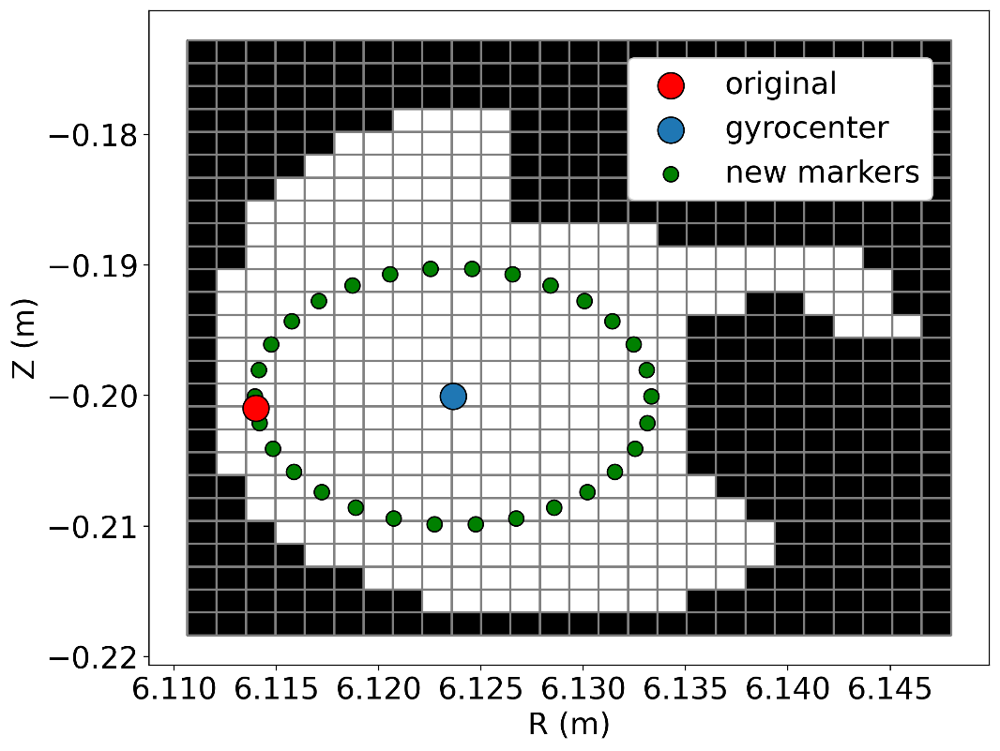 original
gyrocenter
new markers
−0.18
−0.19
−0.20
−0.21
−0.22
Z (m)
6.110 6.115 6.120 6.125 6.130 6.135 6.140 6.145
R (m)